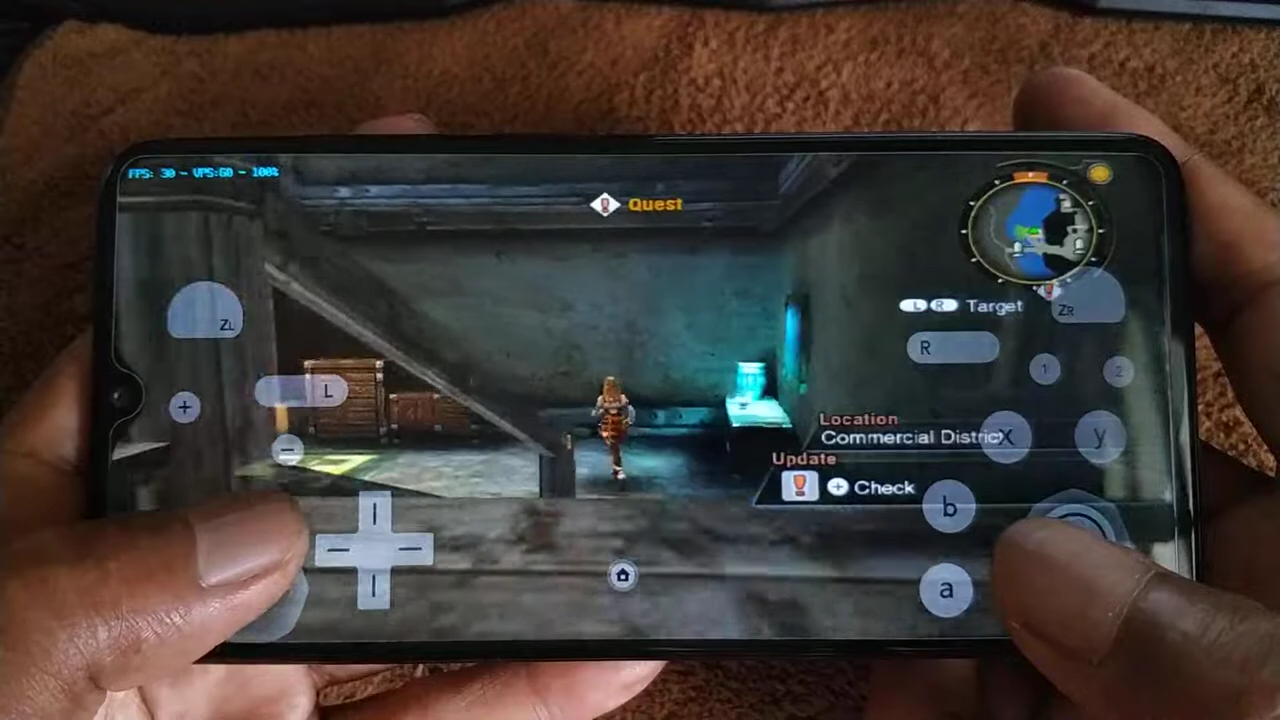 FPS: 30 - VPS:60 - 100%
Quest
L R Target
ZL
ZR
R
L
1
2
Location
Commercial District
x
y
Update
+ Check
b
a